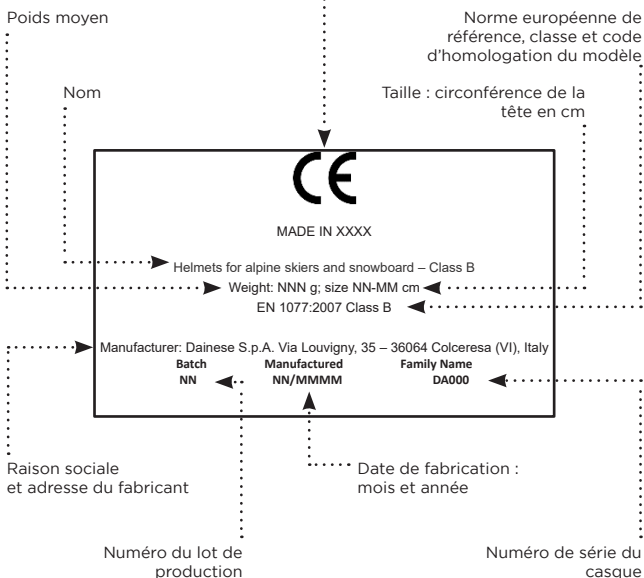 Poids moyen
Norme européenne de
référence, classe et code
d'homologation du modèle
Nom
Taille : circonférence de la
tête en cm
CE
MADE IN XXXX
Helmets for alpine skiers and snowboard – Class B
Weight: NNN g; size NN-MM cm
EN 1077:2007 Class B
Manufacturer: Dainese S.p.A. Via Louvigny, 35 – 36064 Colceresa (VI), Italy
Batch Manufactured Family Name
NN NN/MMMM DA000
Raison sociale
et adresse du fabricant
Date de fabrication :
mois et année
Numéro du lot de
production
Numéro de série du
casque